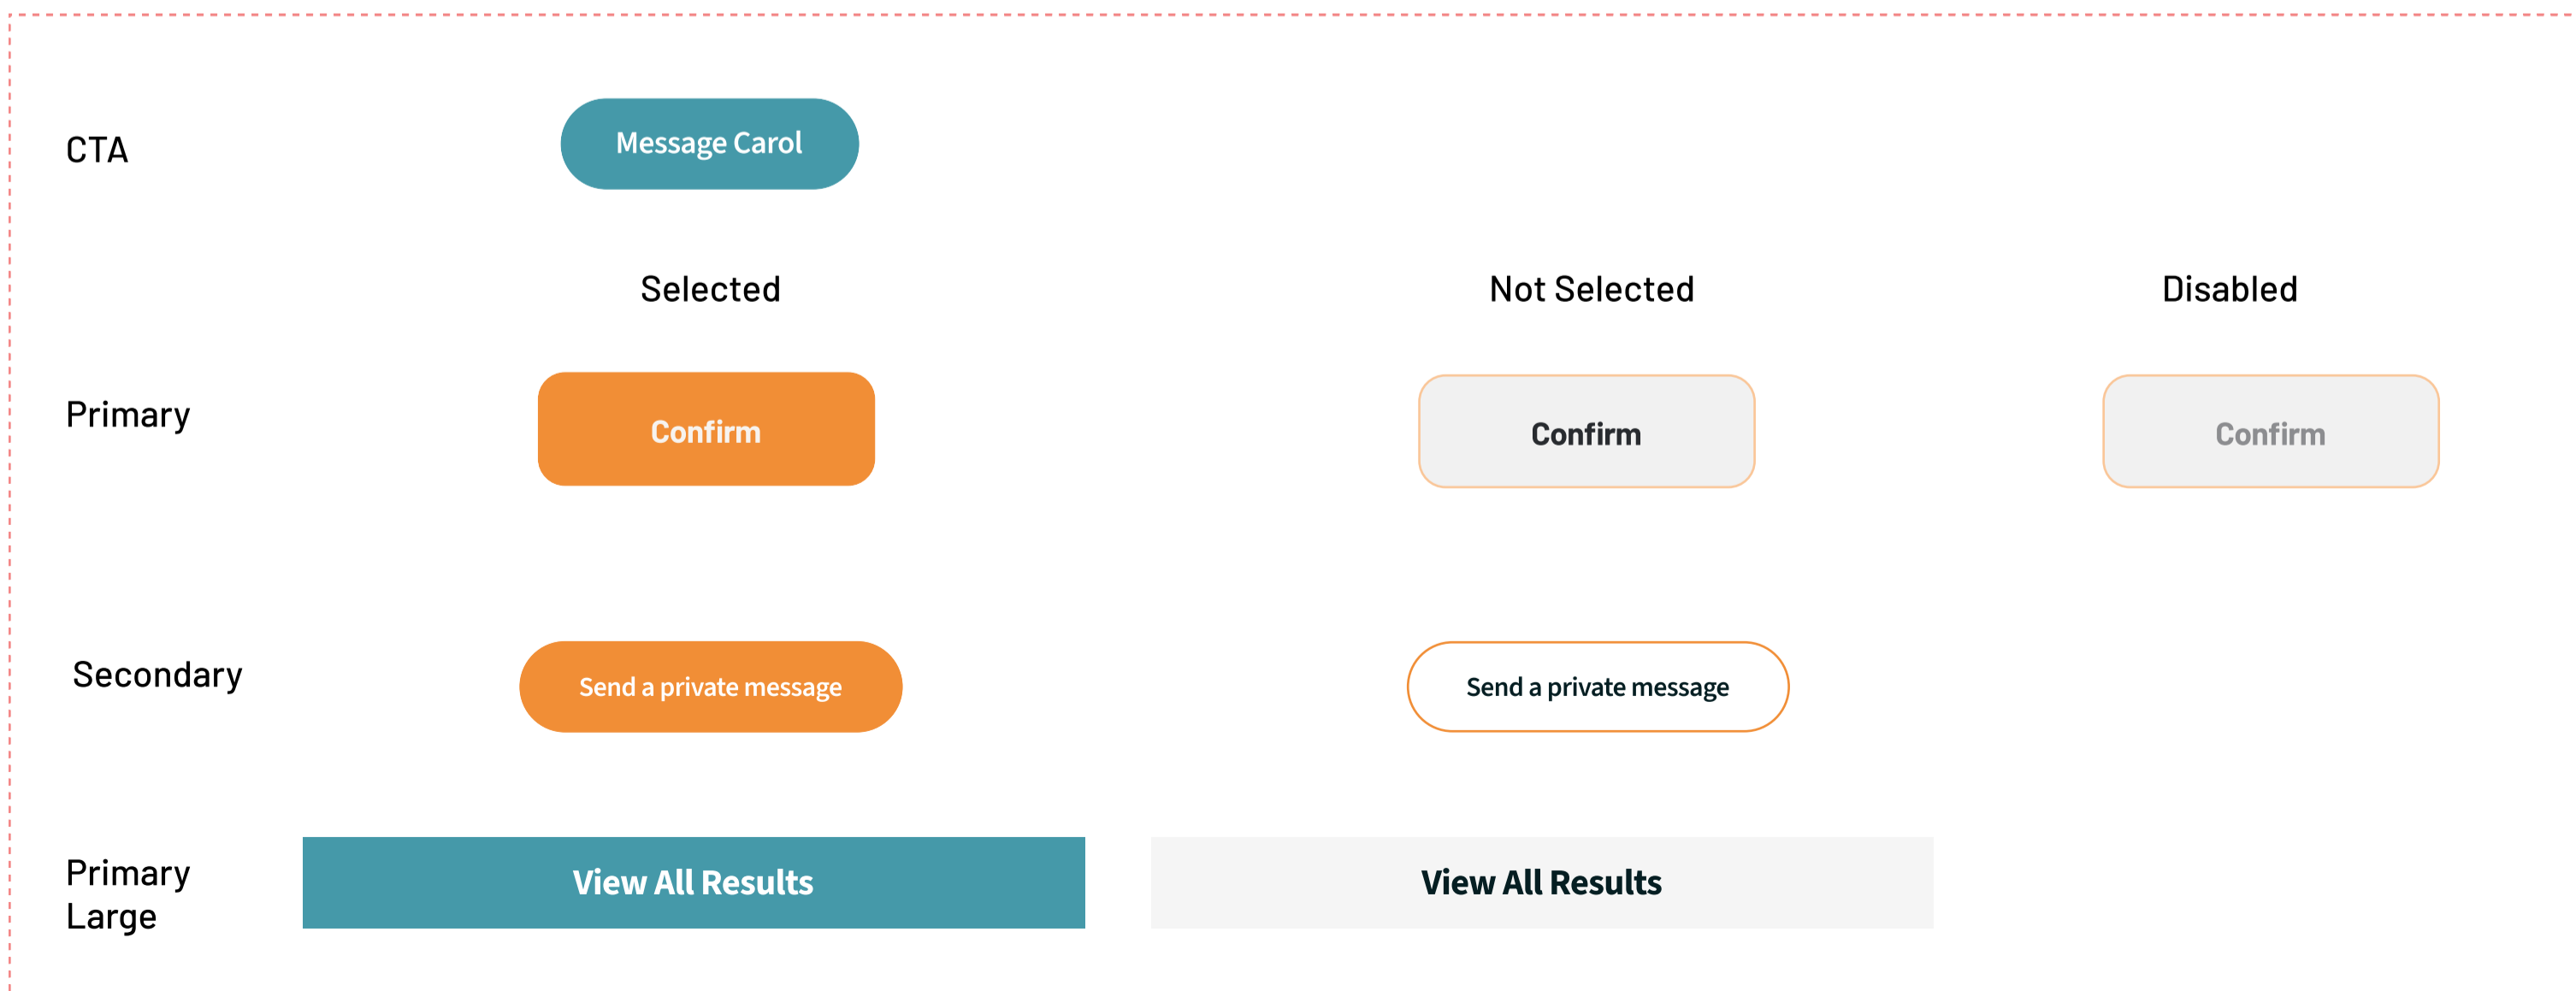 CTA
Message Carol
Selected
Not Selected
Disabled
Primary
Confirm
Confirm
Confirm
Secondary
Send a private message
Send a private message
Primary
Large
View All Results
View All Results